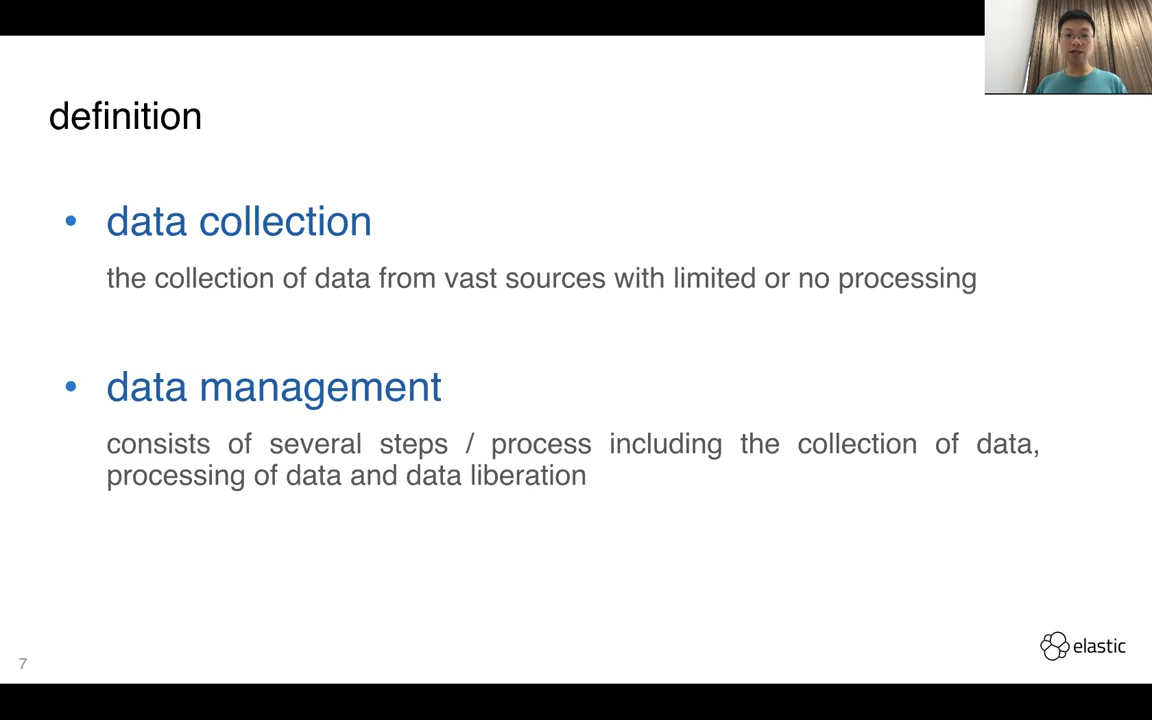 definition
• data collection
the collection of data from vast sources with limited or no processing
• data management
consists of several steps / process including the collection of data,
processing of data and data liberation
elastic
7